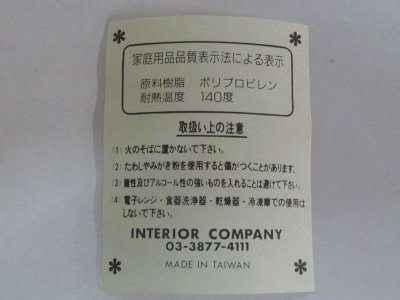 家庭用品品質表示法による表示
原料樹脂 ポリプロピレン
耐熱温度 140度
取扱い上の注意
(1) 火のそばに置かないで下さい。
(2) たわしやみがき粉を使用すると傷がつくことがあります。
(3) 酸性及びアルコール性の強いものを入れることは避けて下さい。
(4) 電子レンジ・食器洗浄器・乾燥器・冷凍庫での使用は
しないで下さい。
INTERIOR COMPANY
03-3877-4111
MADE IN TAIWAN